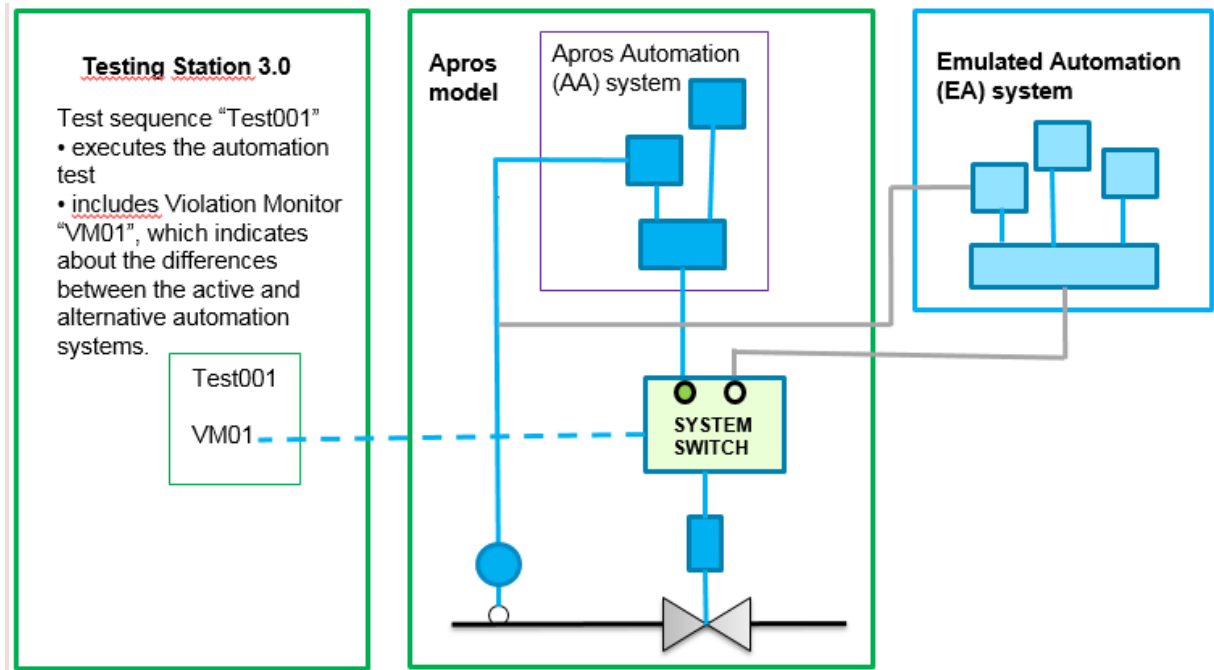 Testing Station 3.0
Test sequence “Test001”
• executes the automation
test
• includes Violation Monitor
“VM01”, which indicates
about the differences
between the active and
alternative automation
systems.
Test001
VM01
Apros
model
Apros Automation
(AA) system
SYSTEM
SWITCH
Emulated Automation
(EA) system